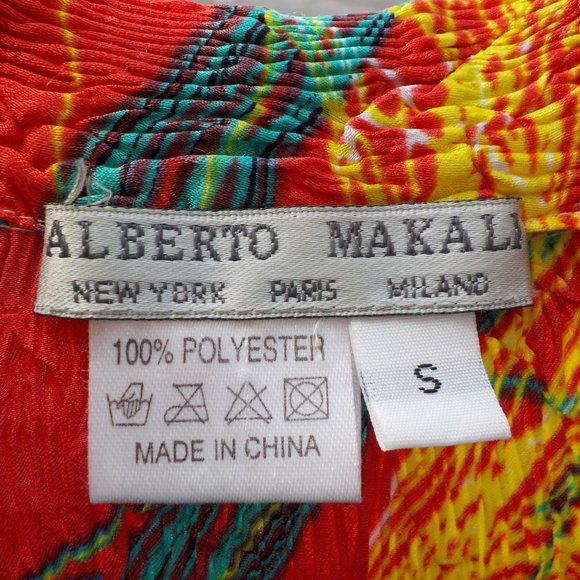 ALBERTO MAKALI
NEW YORK PARIS MILANO
100% POLYESTER
S
MADE IN CHINA